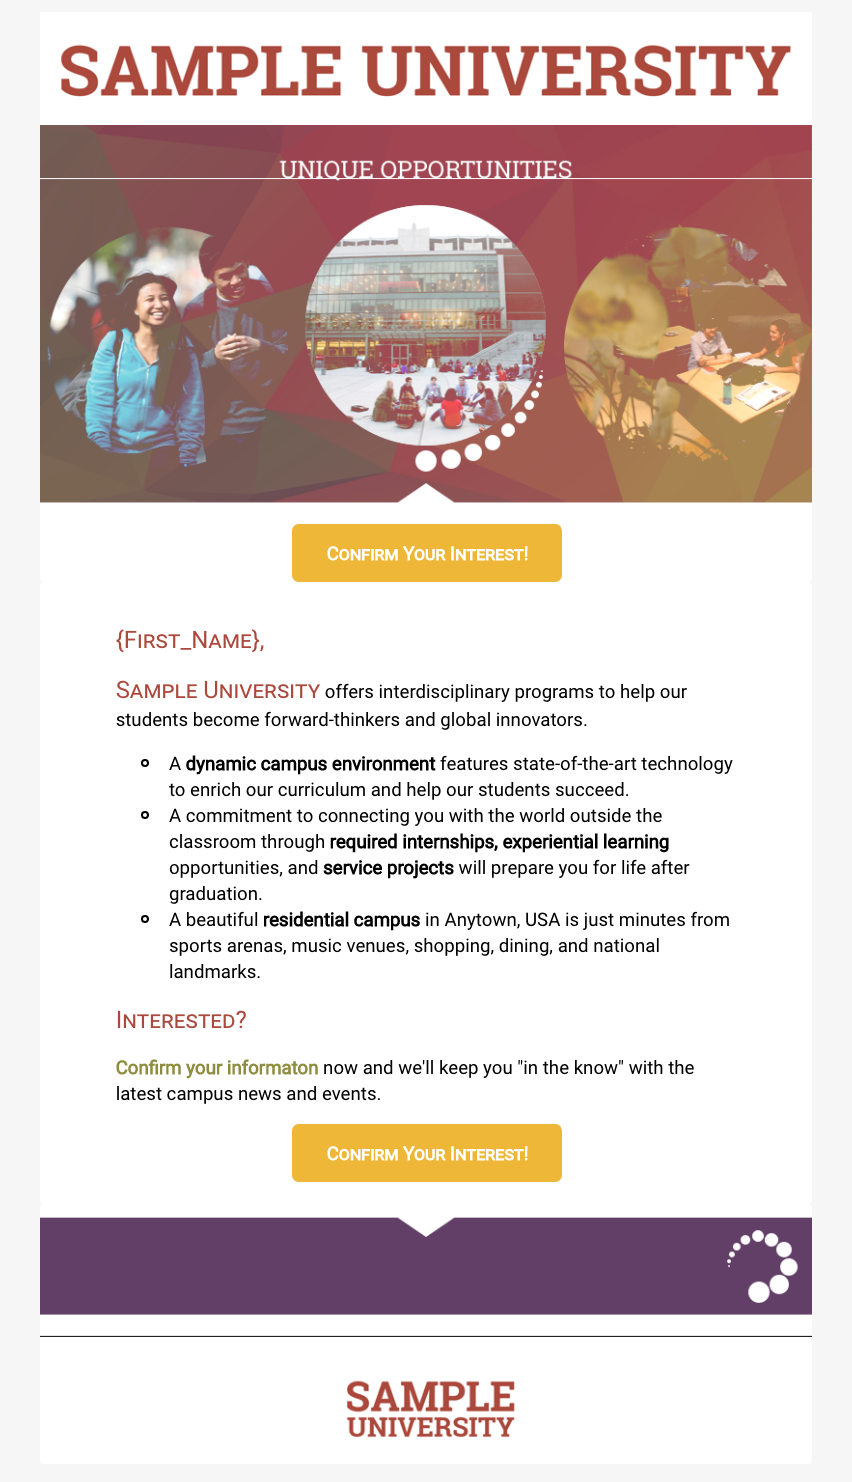 SAMPLE UNIVERSITY
UNIQUE OPPORTUNITIES
Confirm Your Interest!
{First_Name},
Sample University offers interdisciplinary programs to help our
students become forward-thinkers and global innovators.
A dynamic campus environment features state-of-the-art technology
to enrich our curriculum and help our students succeed.
A commitment to connecting you with the world outside the
classroom through required internships, experiential learning
opportunities, and service projects will prepare you for life after
graduation.
A beautiful residential campus in Anytown, USA is just minutes from
sports arenas, music venues, shopping, dining, and national
landmarks.
Interested?
Confirm your informaton now and we'll keep you "in the know" with the
latest campus news and events.
Confirm Your Interest!
SAMPLE
UNIVERSITY